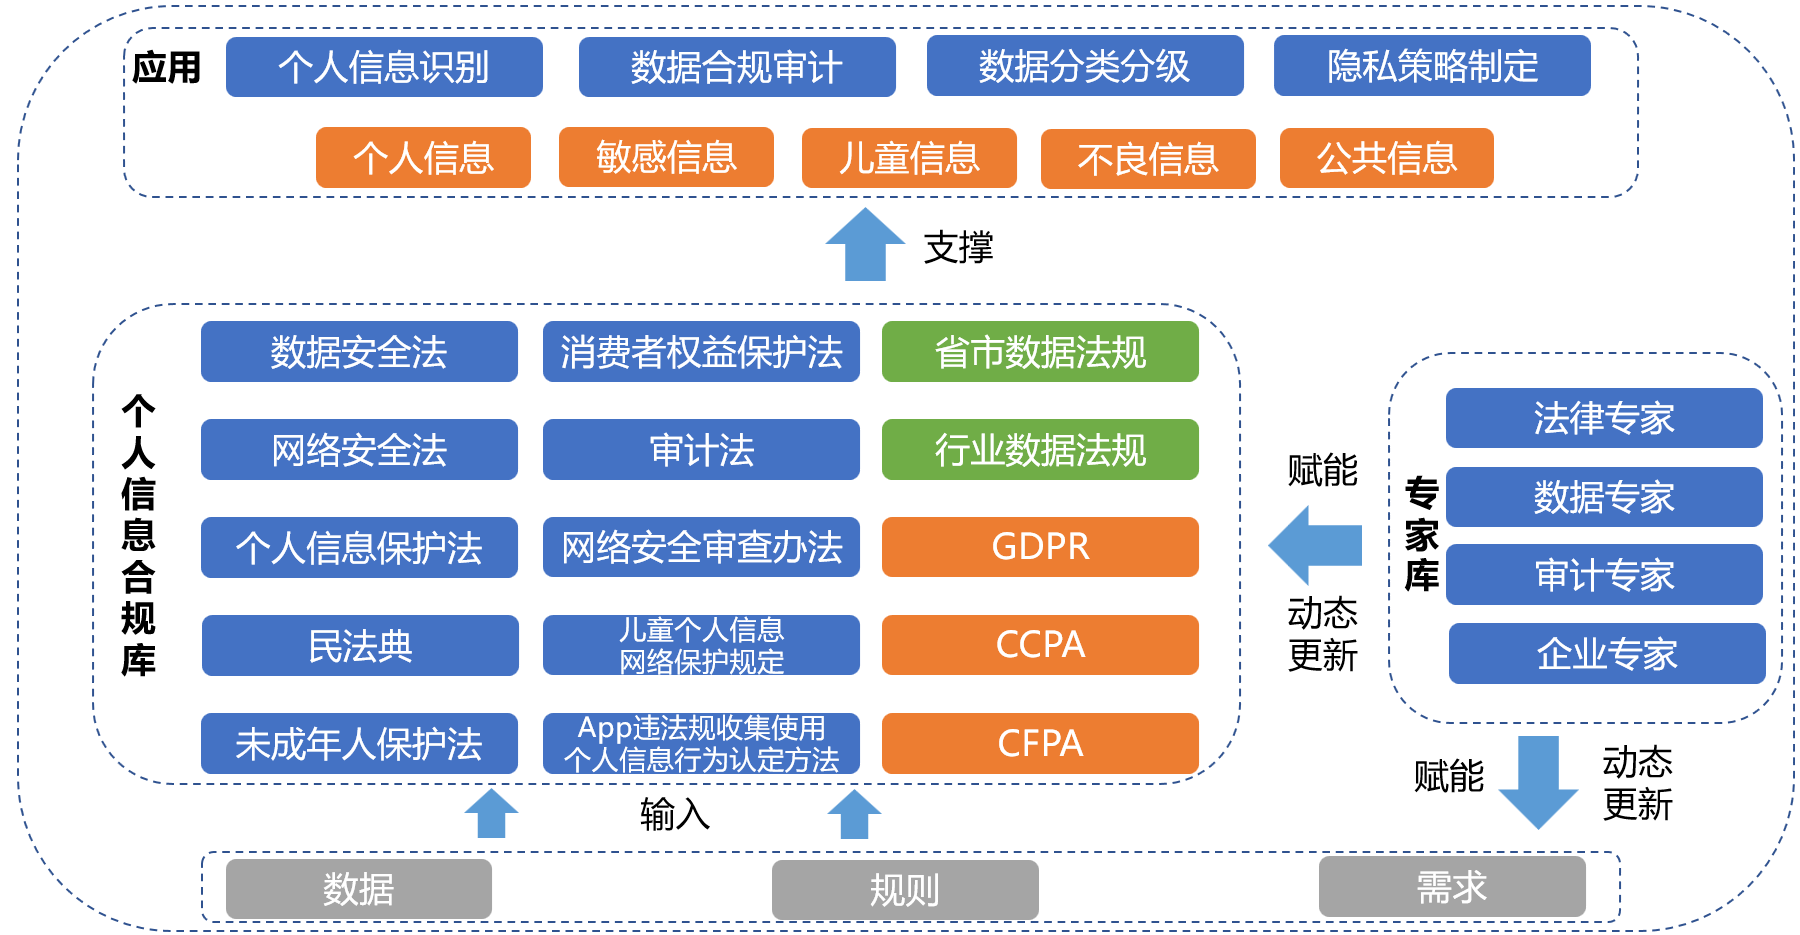 应用
个人信息识别
数据合规审计
数据分类分级
隐私策略制定
个人信息
敏感信息
儿童信息
不良信息
公共信息
支撑
个人信息合规库
数据安全法
消费者权益保护法
省市数据法规
网络安全法
审计法
行业数据法规
个人信息保护法
网络安全审查办法
GDPR
民法典
儿童个人信息
网络保护规定
CCPA
未成年人保护法
App违法规收集使用
个人信息行为认定方法
CFPA
赋能
动态
更新
专家库
法律专家
数据专家
审计专家
企业专家
赋能
动态
更新
输入
数据
规则
需求